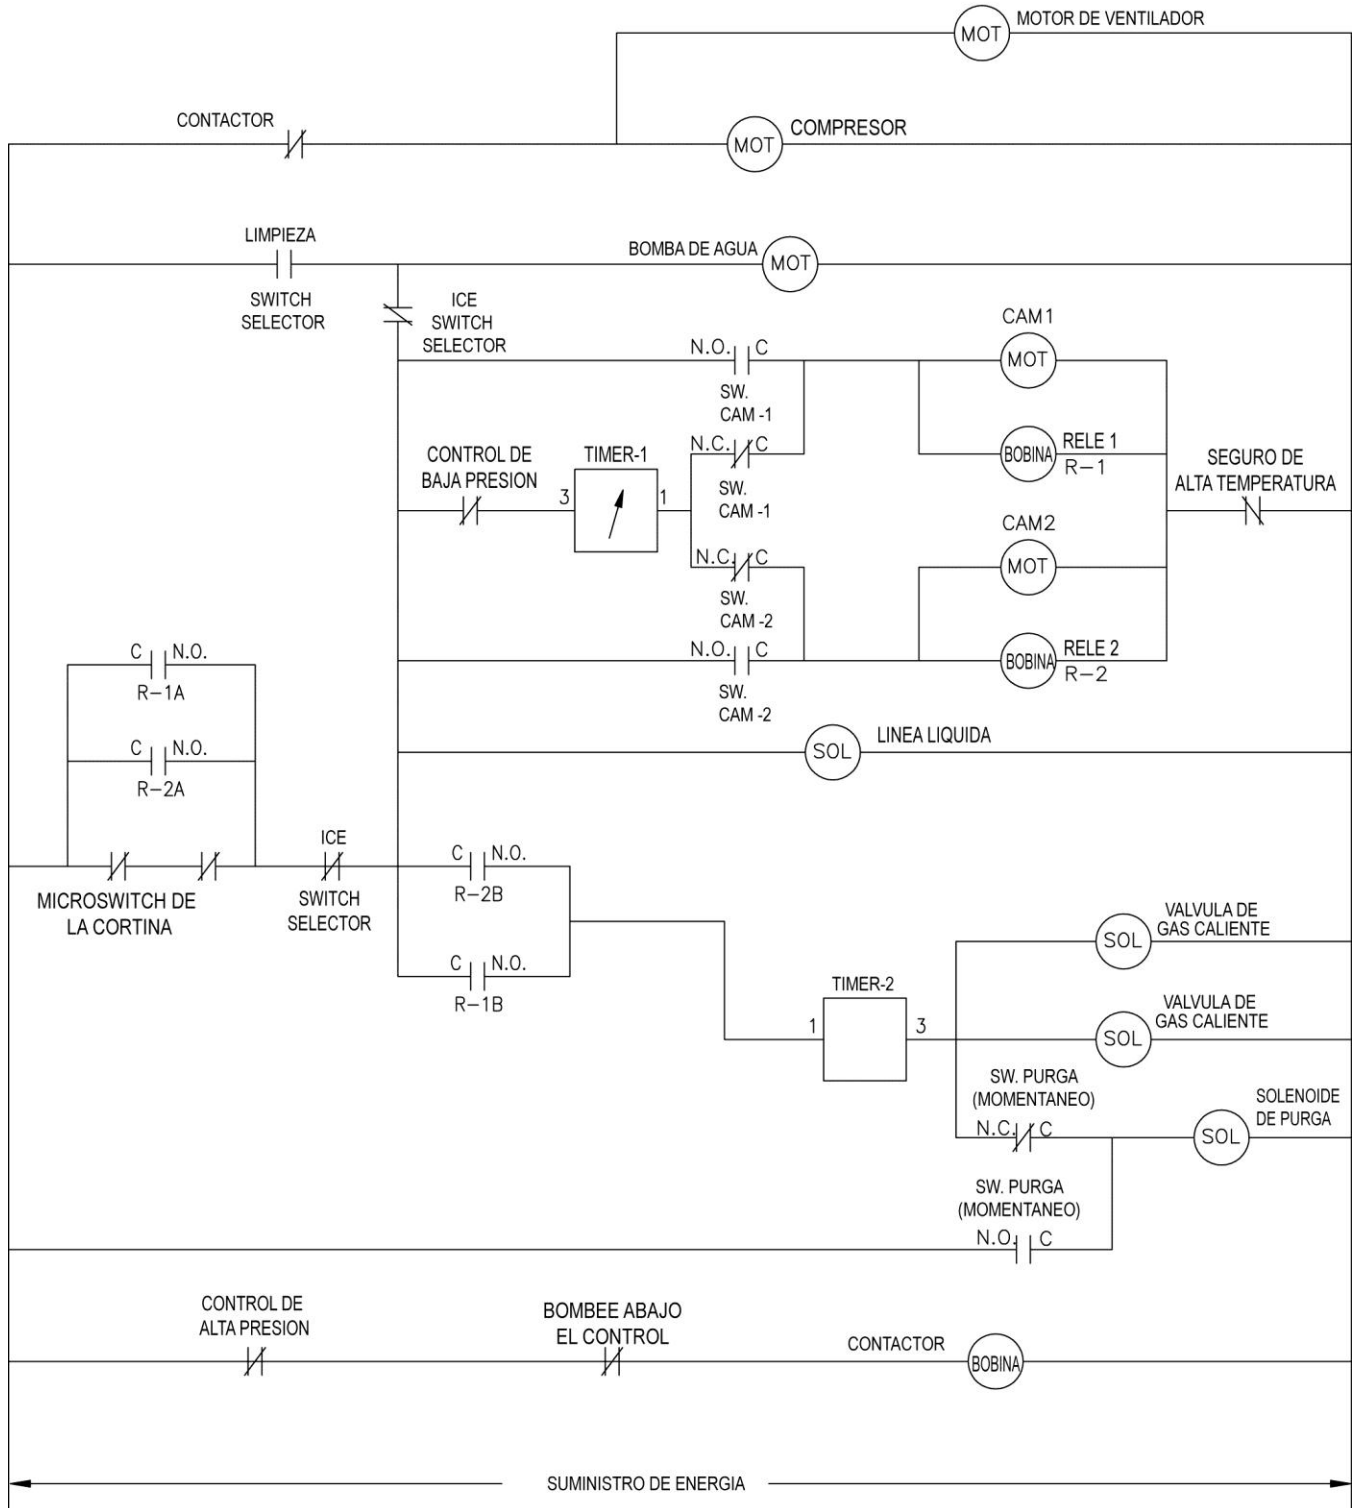 MOTOR DE VENTILADOR
MOT
CONTACTOR
COMPRESOR
MOT
LIMPIEZA
BOMBA DE AGUA
MOT
SWITCH
SELECTOR
ICE
SWITCH
SELECTOR
CAM1
N.O. C
MOT
SW.
CAM -1
CONTROL DE
BAJA PRESION
TIMER-1
3
1
N.C. C
SW.
CAM -1
BOBINA
RELE 1
R-1
SEGURO DE
ALTA TEMPERATURA
CAM2
N.C. C
MOT
SW.
CAM -2
N.O. C
SW.
CAM -2
BOBINA
RELE 2
R-2
C N.O.
R-1A
C N.O.
R-2A
SOL
LINEA LIQUIDA
ICE
MICROSWITCH DE
LA CORTINA
SWITCH
SELECTOR
C N.O.
R-2B
C N.O.
R-1B
VALVULA DE
GAS CALIENTE
SOL
TIMER-2
1
3
VALVULA DE
GAS CALIENTE
SOL
SW. PURGA
(MOMENTANEO)
N.C. C
SOLENOIDE
DE PURGA
SOL
SW. PURGA
(MOMENTANEO)
N.O. C
CONTROL DE
ALTA PRESION
BOMBEE ABAJO
EL CONTROL
CONTACTOR
BOBINA
SUMINISTRO DE ENERGIA